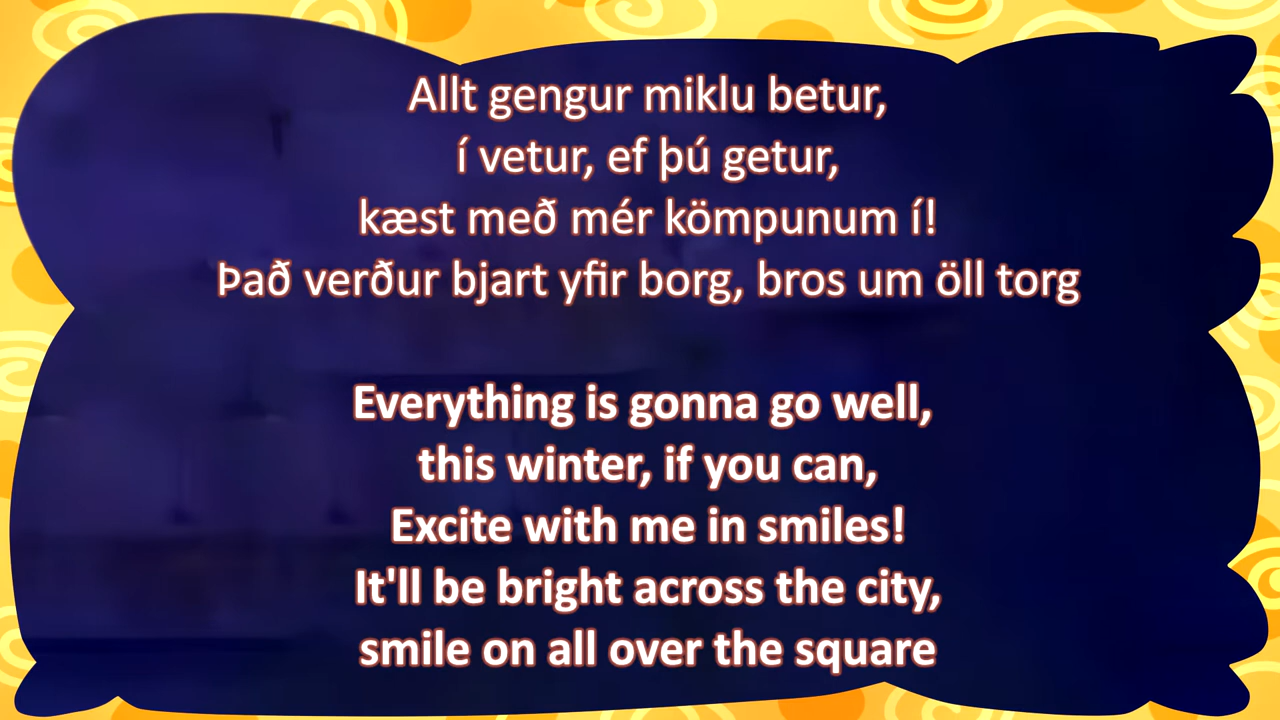 Allt gengur miklu betur,
í vetur, ef þú getur,
kæst með mér kömpunum í!
Það verður bjart yfir borg, bros um öll torg
Everything is gonna go well,
this winter, if you can,
Excite with me in smiles!
It'll be bright across the city,
smile on all over the square